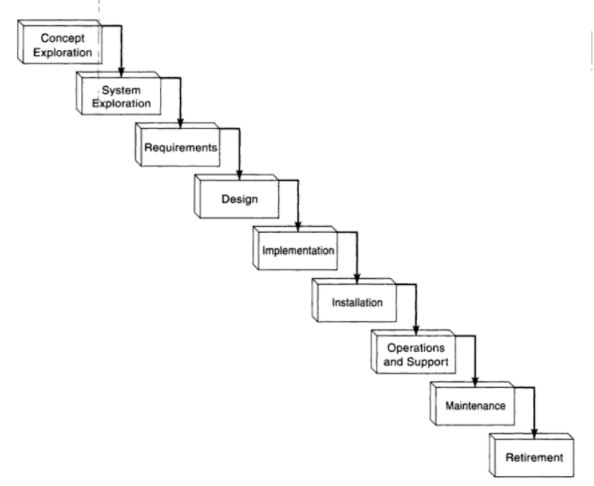 Concept
Exploration
System
Exploration
Requirements
Design
Implementation
Installation
Operations
and Support
Maintenance
Retirement